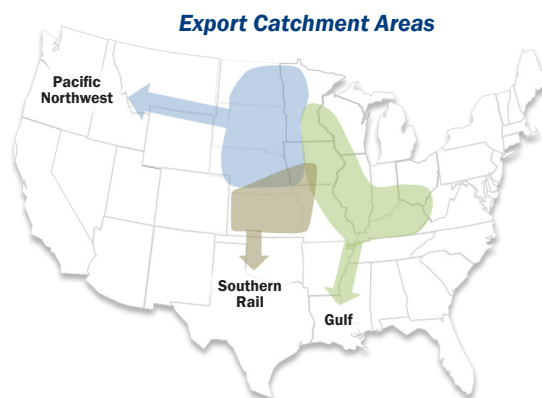 Export Catchment Areas
Pacific
Northwest
Southern
Rail
Gulf